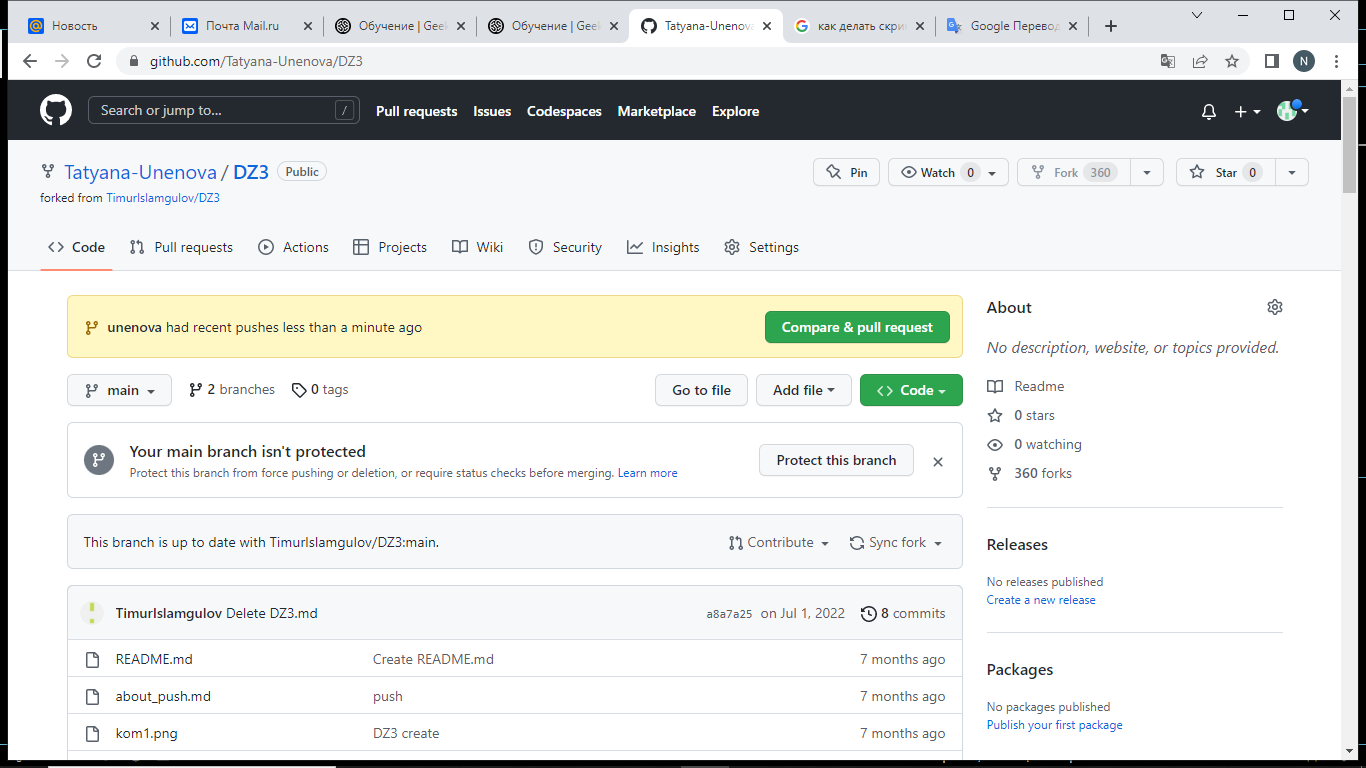 Новость
Почта Mail.ru
Обучение | Geek
Обучение | Geek
Tatyana-Unenova
как делать скри
Google Перевод
github.com/Tatyana-Unenova/DZ3
N
Search or jump to...
/
Pull requests
Issues
Codespaces
Marketplace
Explore
Tatyana-Unenova / DZ3
Public
Pin
Watch 0
Fork 360
Star 0
forked from TimurIslamgulov/DZ3
Code
Pull requests
Actions
Projects
Wiki
Security
Insights
Settings
unenova had recent pushes less than a minute ago
Compare & pull request
main
2 branches
0 tags
Go to file
Add file
Code
Your main branch isn't protected
Protect this branch from force pushing or deletion, or require status checks before merging. Learn more
Protect this branch
This branch is up to date with TimurIslamgulov/DZ3:main.
Contribute
Sync fork
TimurIslamgulov Delete DZ3.md
a8a7a25 on Jul 1, 2022
8 commits
README.md
Create README.md
7 months ago
about_push.md
push
7 months ago
kom1.png
DZ3 create
7 months ago
About
No description, website, or topics provided.
Readme
0 stars
0 watching
360 forks
Releases
No releases published
Create a new release
Packages
No packages published
Publish your first package